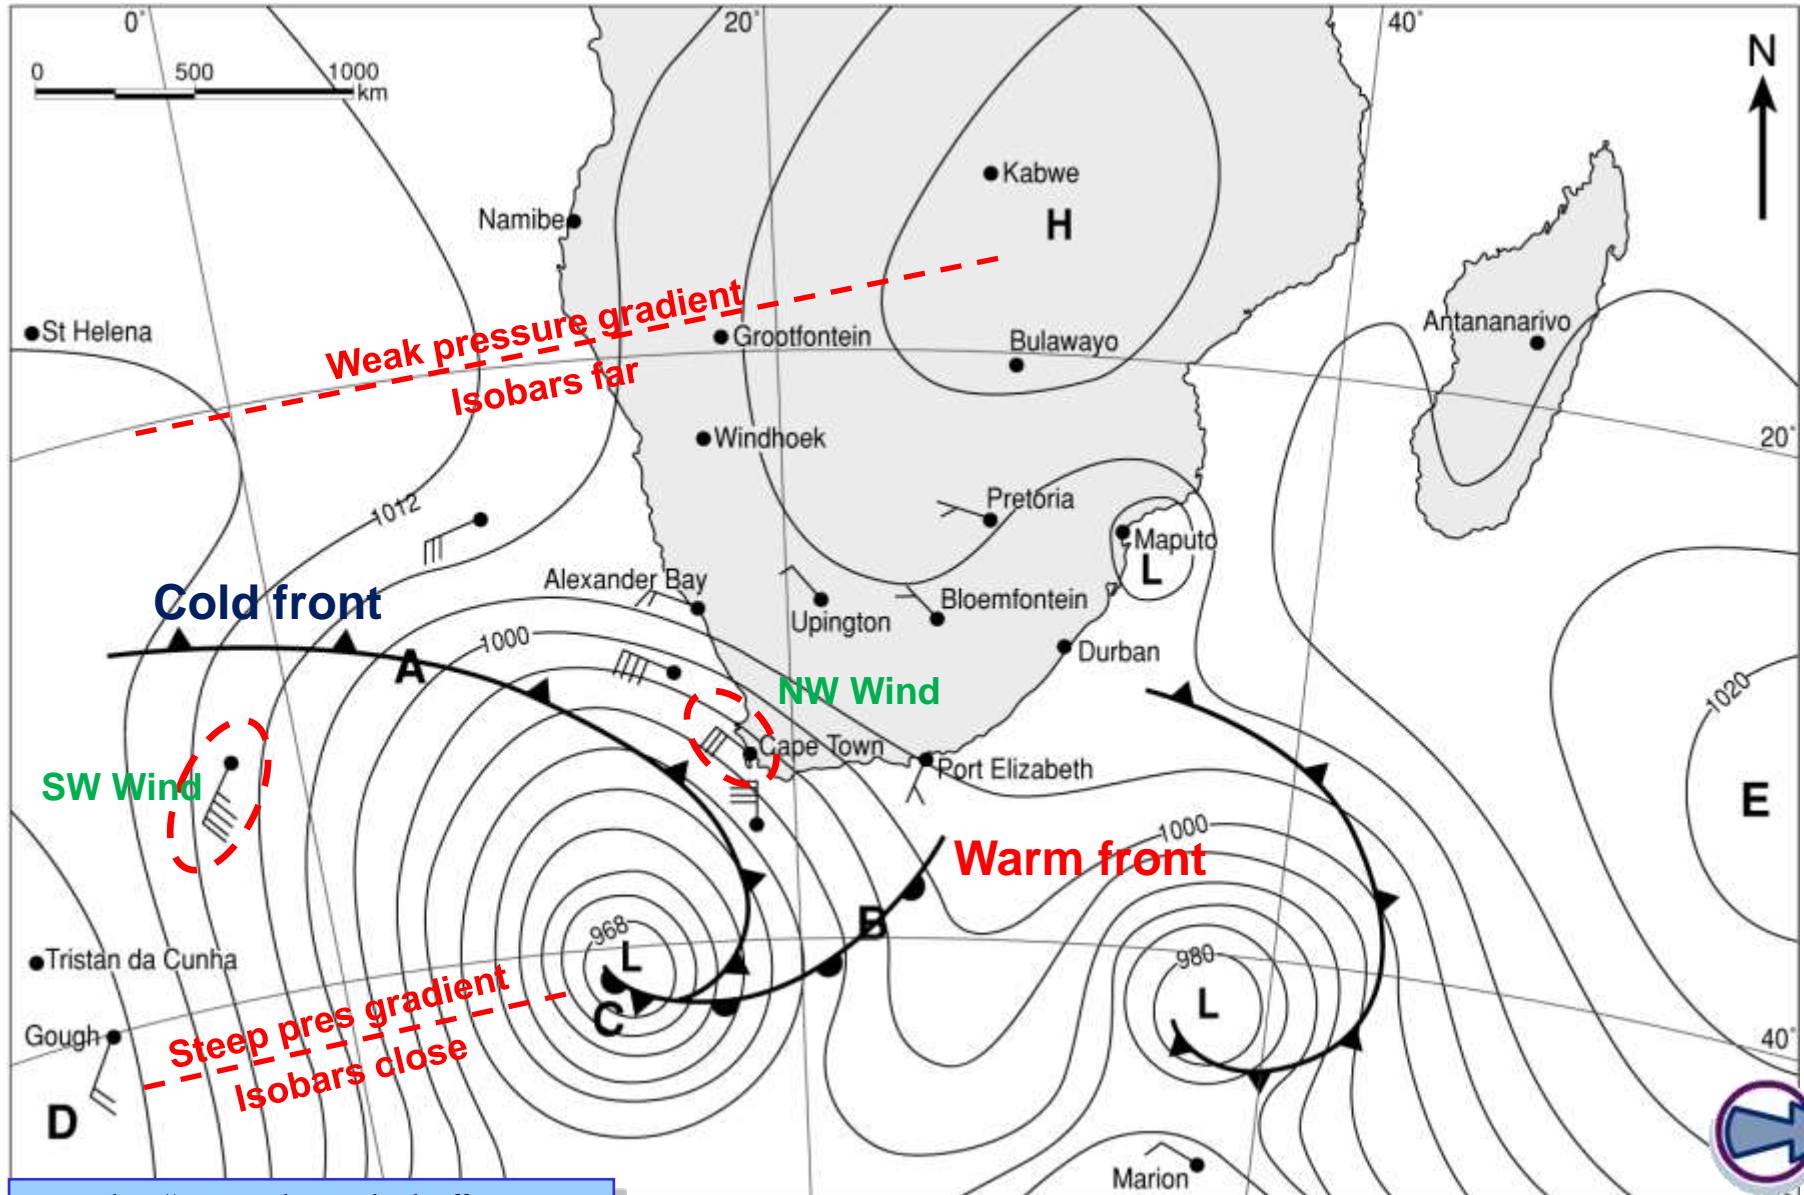 0°
20°
40°
N
0 500 1000
km
Kabwe
H
Namibe
St Helena
Weak pressure gradient
Isobars far
Grootfontein
Bulawayo
Antananarivo
Windhoek
20°
1012
Pretoria
Maputo
L
Alexander Bay
Cold front
Upington
Bloemfontein
1000
A
Durban
NW Wind
1020
Cape Town
Port Elizabeth
SW Wind
E
1000
Warm front
B
968
L
980
L
Tristan da Cunha
Steep pres gradient
Isobars close
C
Gough
40°
D
Marion